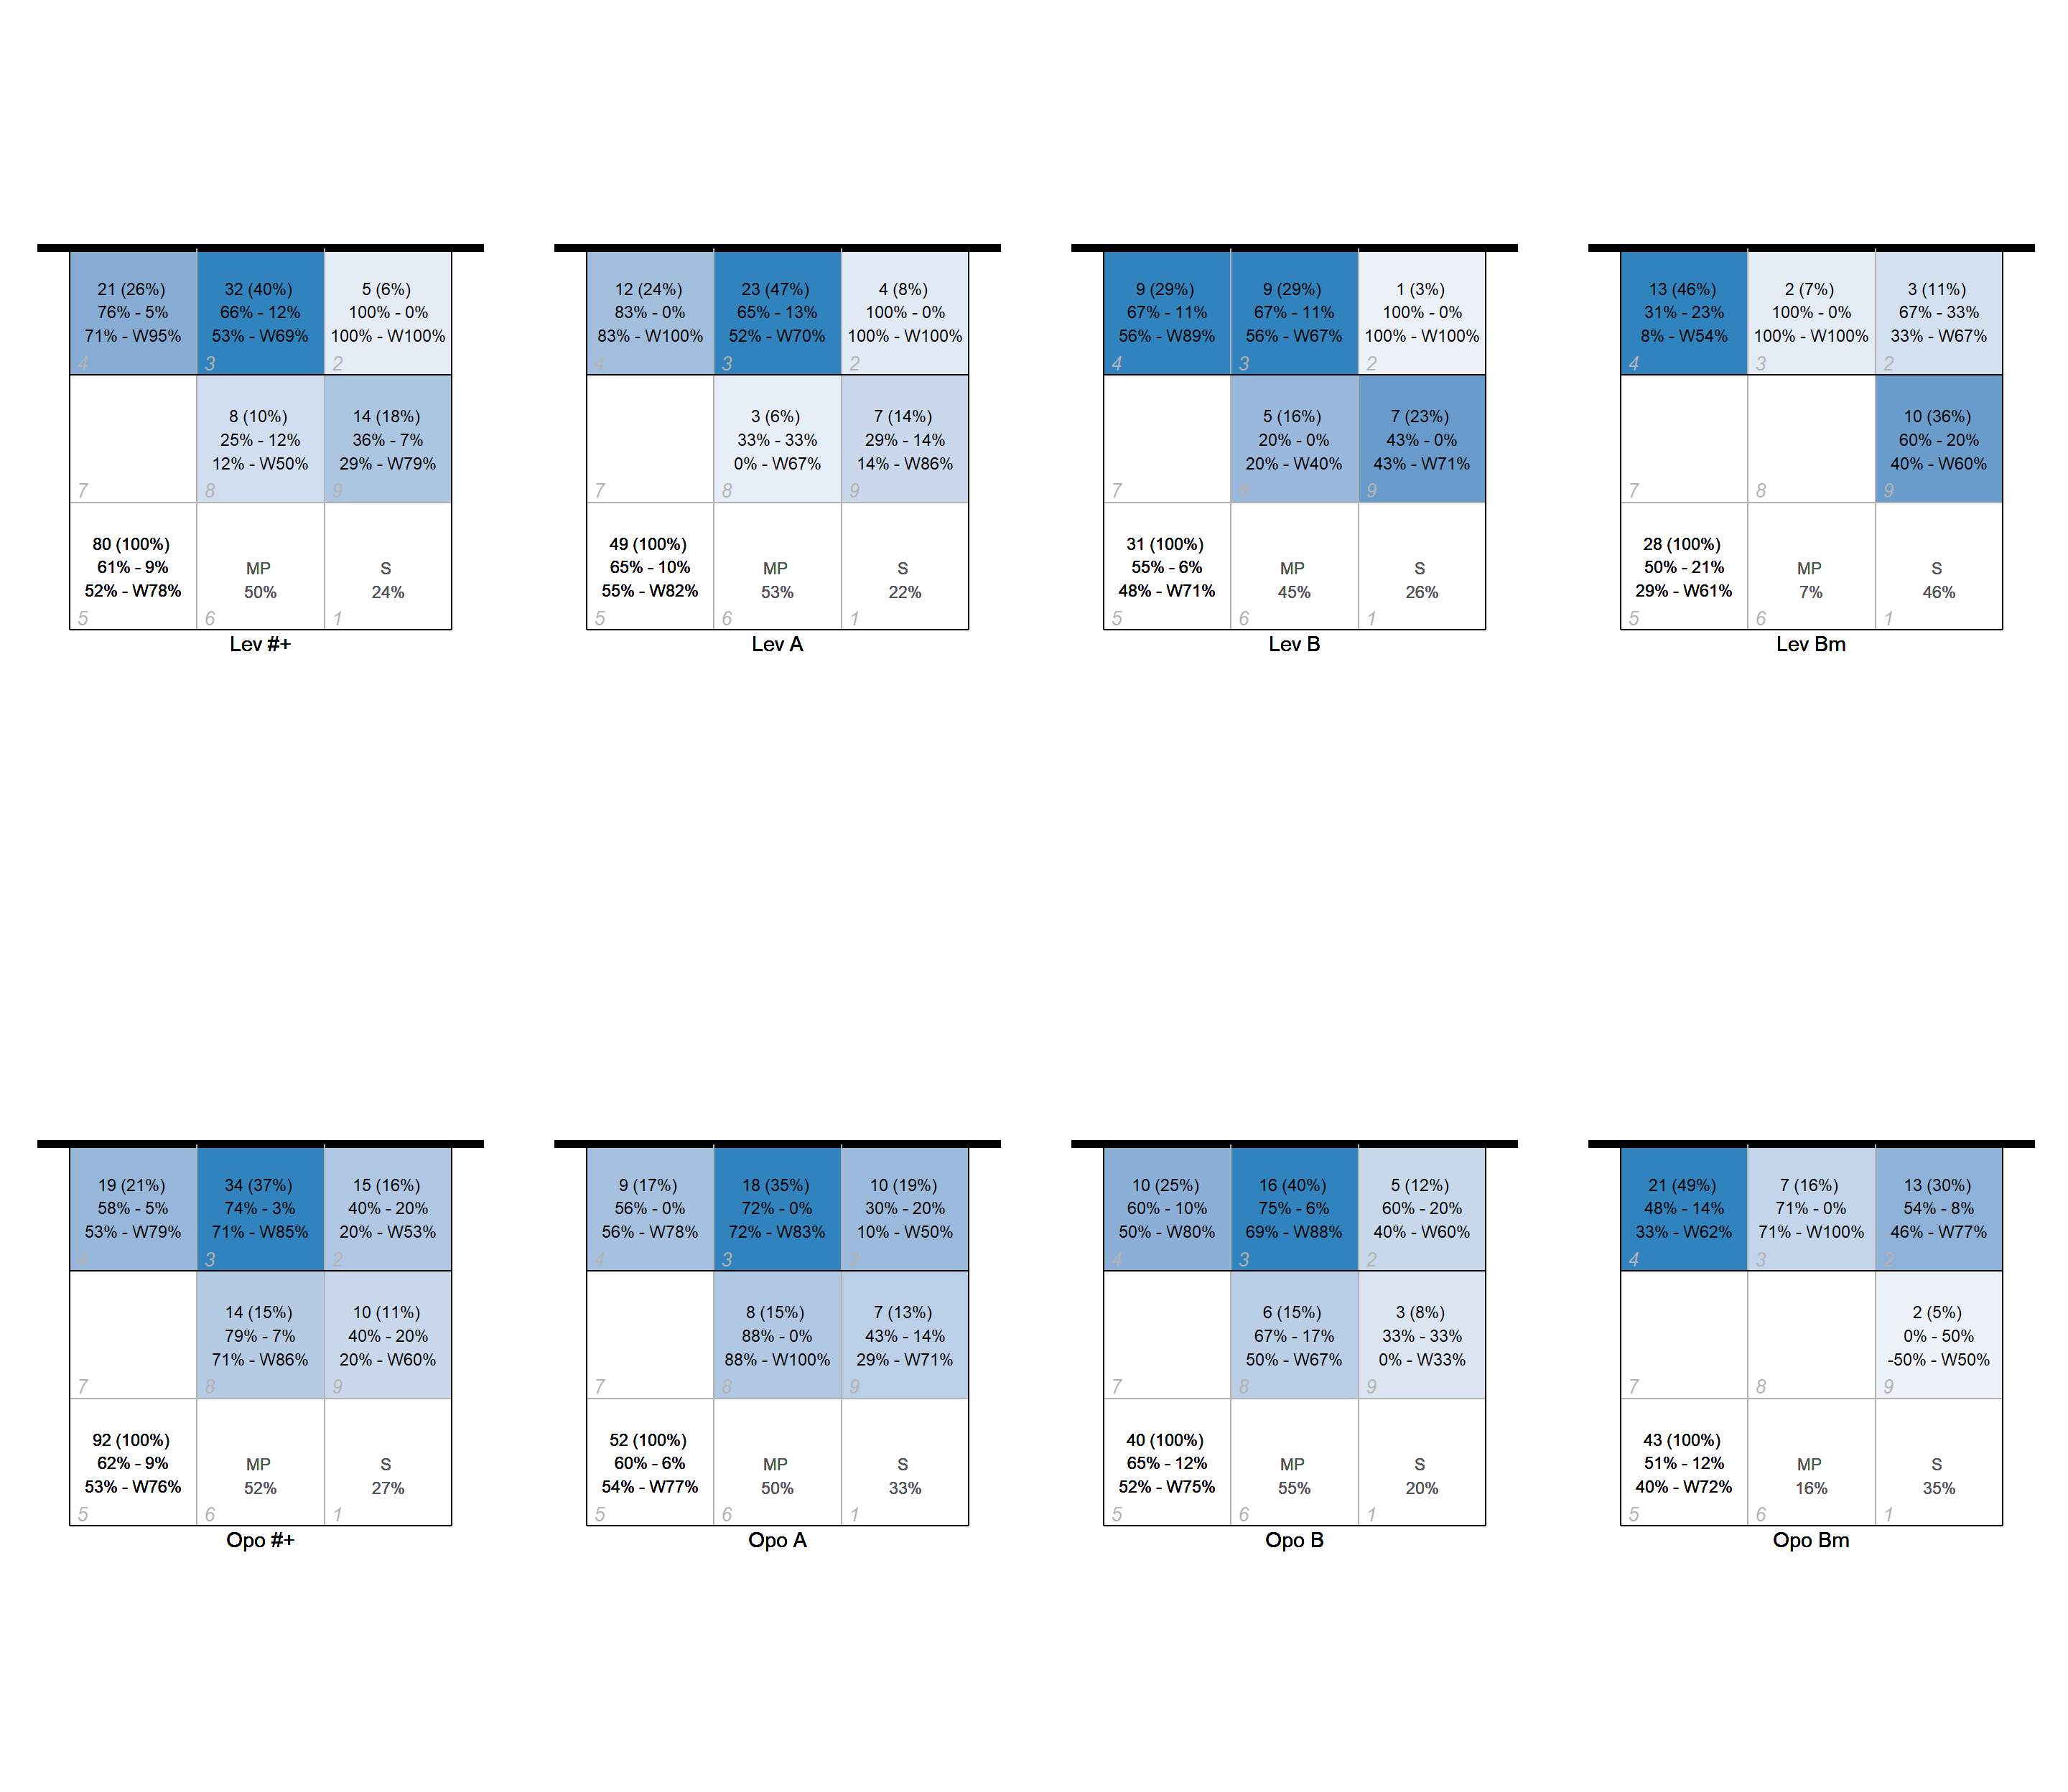 21 (26%)
76% - 5%
71% - W95%
4
32 (40%)
66% - 12%
53% - W69%
3
5 (6%)
100% - 0%
100% - W100%
2
7
8 (10%)
25% - 12%
12% - W50%
8
14 (18%)
36% - 7%
29% - W79%
9
80 (100%)
61% - 9%
52% - W78%
5
MP
50%
6
S
24%
1
Lev #+
12 (24%)
83% - 0%
83% - W100%
4
23 (47%)
65% - 13%
52% - W70%
3
4 (8%)
100% - 0%
100% - W100%
2
7
3 (6%)
33% - 33%
0% - W67%
8
7 (14%)
29% - 14%
14% - W86%
9
49 (100%)
65% - 10%
55% - W82%
5
MP
53%
6
S
22%
1
Lev A
9 (29%)
67% - 11%
56% - W89%
4
9 (29%)
67% - 11%
56% - W67%
3
1 (3%)
100% - 0%
100% - W100%
2
7
5 (16%)
20% - 0%
20% - W40%
8
7 (23%)
43% - 0%
43% - W71%
9
31 (100%)
55% - 6%
48% - W71%
5
MP
45%
6
S
26%
1
Lev B
13 (46%)
31% - 23%
8% - W54%
4
2 (7%)
100% - 0%
100% - W100%
3
3 (11%)
67% - 33%
33% - W67%
2
7
8
10 (36%)
60% - 20%
40% - W60%
9
28 (100%)
50% - 21%
29% - W61%
5
MP
7%
6
S
46%
1
Lev Bm
19 (21%)
58% - 5%
53% - W79%
4
34 (37%)
74% - 3%
71% - W85%
3
15 (16%)
40% - 20%
20% - W53%
2
7
14 (15%)
79% - 7%
71% - W86%
8
10 (11%)
40% - 20%
20% - W60%
9
92 (100%)
62% - 9%
53% - W76%
5
MP
52%
6
S
27%
1
Opo #+
9 (17%)
56% - 0%
56% - W78%
4
18 (35%)
72% - 0%
72% - W83%
3
10 (19%)
30% - 20%
10% - W50%
2
7
8 (15%)
88% - 0%
88% - W100%
8
7 (13%)
43% - 14%
29% - W71%
9
52 (100%)
60% - 6%
54% - W77%
5
MP
50%
6
S
33%
1
Opo A
10 (25%)
60% - 10%
50% - W80%
4
16 (40%)
75% - 6%
69% - W88%
3
5 (12%)
60% - 20%
40% - W60%
2
7
6 (15%)
67% - 17%
50% - W67%
8
3 (8%)
33% - 33%
0% - W33%
9
40 (100%)
65% - 12%
52% - W75%
5
MP
55%
6
S
20%
1
Opo B
21 (49%)
48% - 14%
33% - W62%
4
7 (16%)
71% - 0%
71% - W100%
3
13 (30%)
54% - 8%
46% - W77%
2
7
8
2 (5%)
0% - 50%
-50% - W50%
9
43 (100%)
51% - 12%
40% - W72%
5
MP
16%
6
S
35%
1
Opo Bm